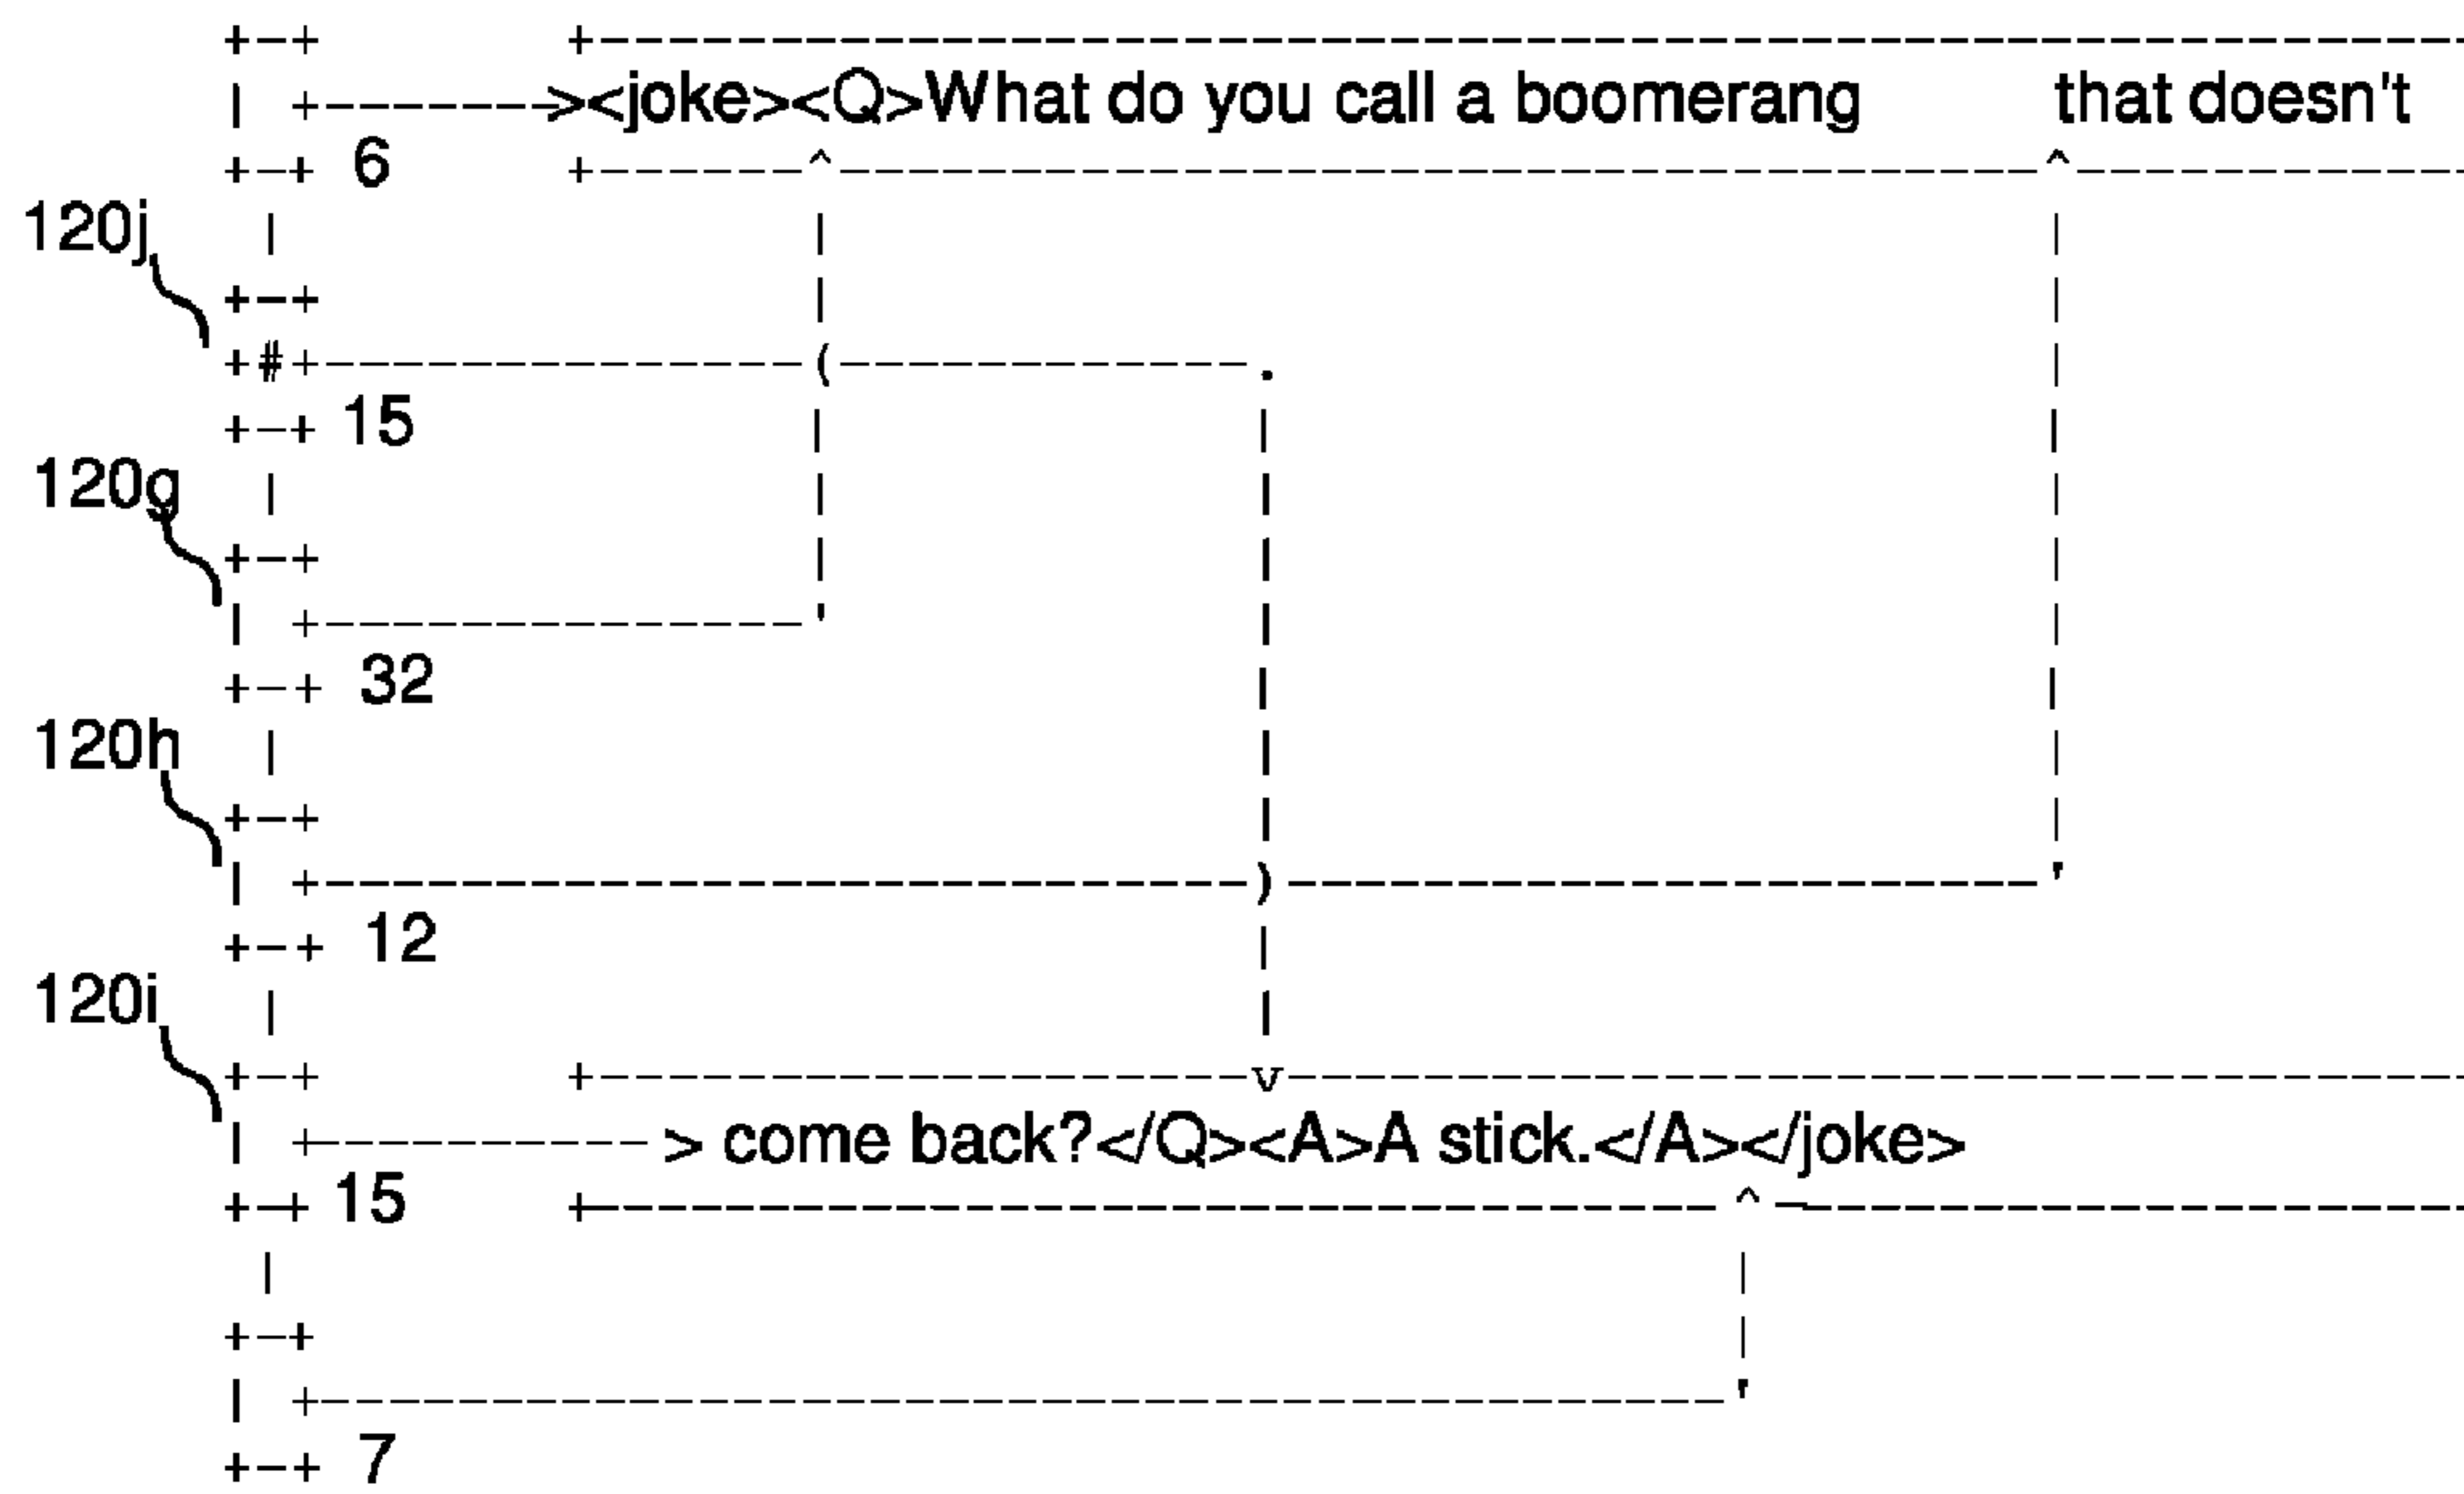 +--+ +------------------------------------------------------
| +-------><joke><Q>What do you call a boomerang that doesn't
+--+ 6 +-------^-----------------------------------^-----------
120j | | |
+--+ | |
+#+--------------(------------. |
+--+ 15 | | |
120g | | | |
+--+ | | |
| +--------------' | |
+--+ 32 | |
120h | | |
+--+ | |
| +---------------------------)----------------------'
+--+ 12 |
120i | |
+--+ +--------------------v-----------------------------------
| +----------> come back?</Q><A>A stick.</A></joke>
+--+ 15 +---------------------------------^--------------------
| |
+--+ |
| +-----------------------------------------'
+--+ 7